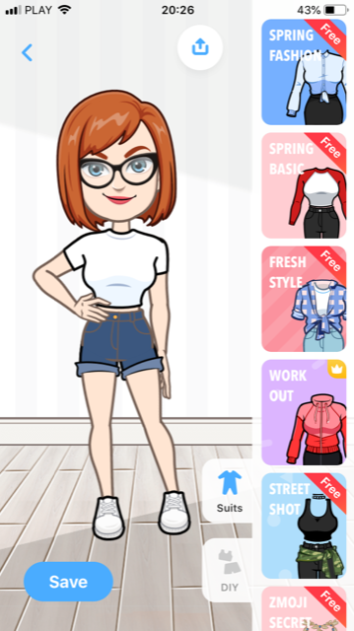 PLAY
20:26
43%
SPRING
FASHION
Free
SPRING
BASIC
Free
FRESH
STYLE
Free
WORK
OUT
STREET
SHOT
Free
ZMOJI
SECRET
Free
Suits
DIY
Save